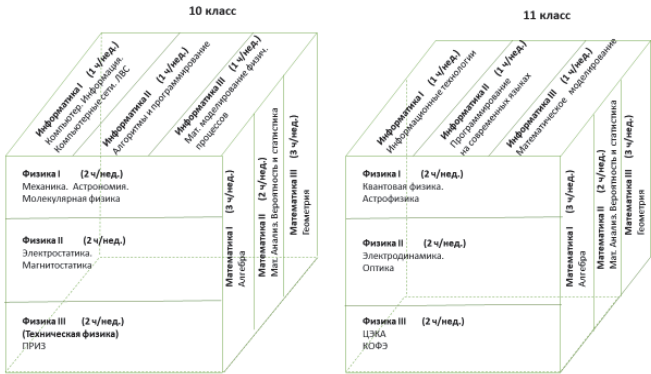 10 класс
Информатика I (1 ч/нед.)
Компьютер. Информация.
Компьютерные сети. ЛВС
Информатика II (1 ч/нед.)
Алгоритмы и программирование
Информатика III (1 ч/нед.)
Мат. моделирование физич.
процессов
Физика I (2 ч/нед.)
Механика. Астрономия.
Молекулярная физика
Физика II (2 ч/нед.)
Электростатика.
Магнитостатика
Физика III (2 ч/нед.)
(Техническая физика)
ПРИЗ
Математика I (3 ч/нед.)
Алгебра
Математика II (2 ч/нед.)
Мат. Анализ. Вероятность и статистика
Математика III (3 ч/нед.)
Геометрия
11 класс
Информатика I (1 ч/нед.)
Информационные технологии
Информатика II (1 ч/нед.)
Программирование
на современных языках
Информатика III (1 ч/нед.)
Математическое моделирование
Физика I (2 ч/нед.)
Квантовая физика.
Астрофизика
Физика II (2 ч/нед.)
Электродинамика.
Оптика
Физика III (2 ч/нед.)
ЦЭКА
КОФЭ
Математика I (3 ч/нед.)
Алгебра
Математика II (2 ч/нед.)
Мат. Анализ. Вероятность и статистика
Математика III (3 ч/нед.)
Геометрия